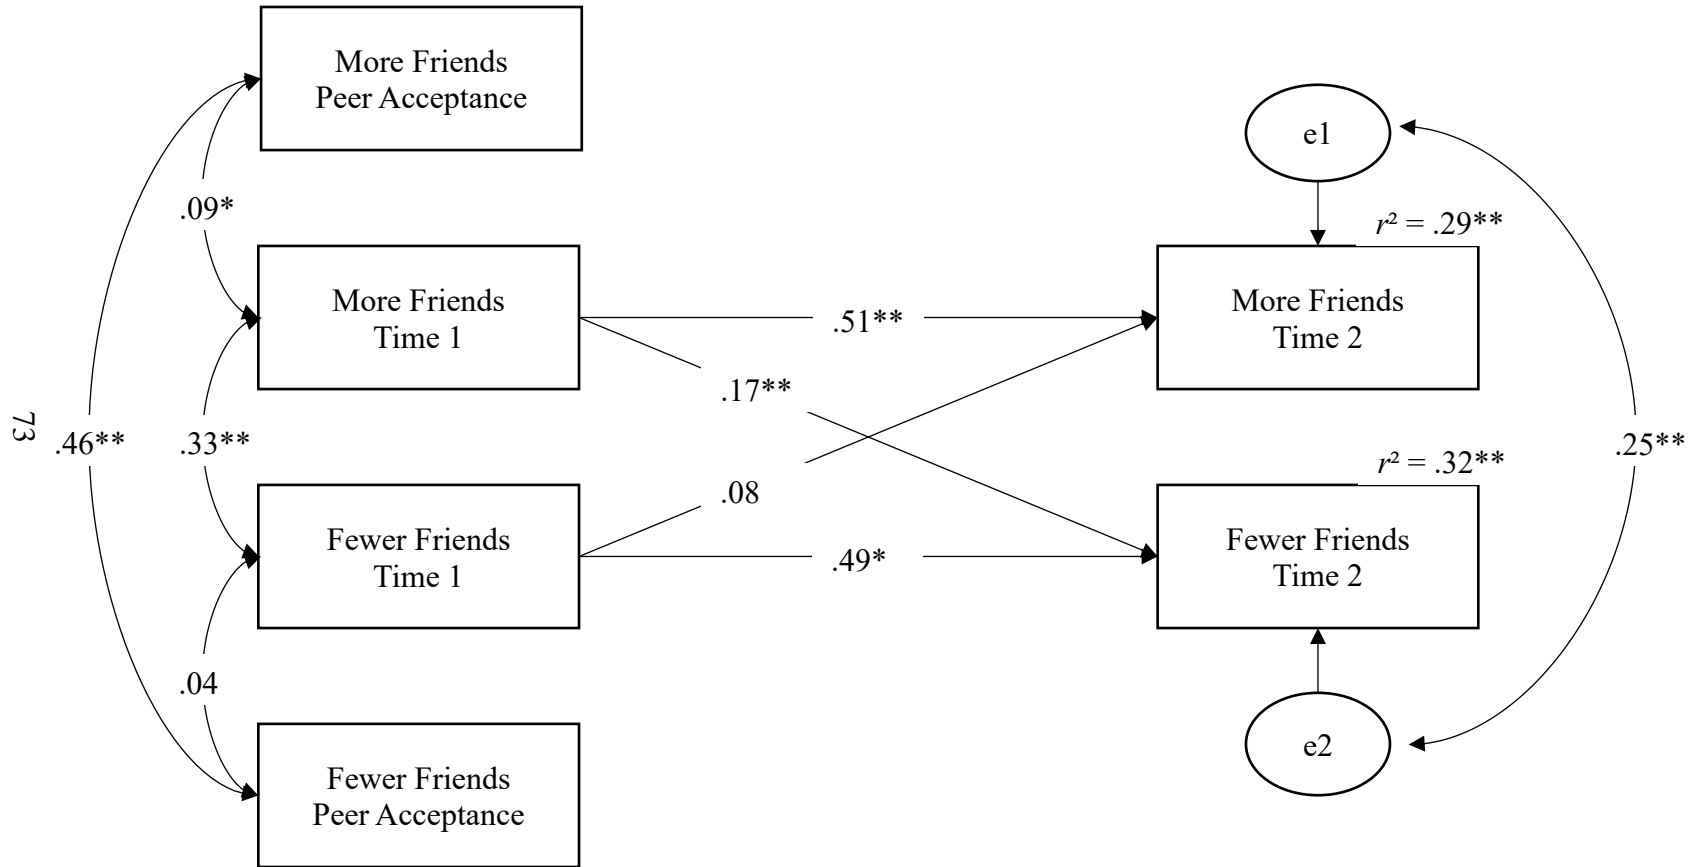 More Friends
Peer Acceptance
e1
.09*
r² = .29**
More Friends
Time 1
More Friends
Time 2
.51**
.17**
73
.46**
.33**
.25**
r² = .32**
.08
Fewer Friends
Time 1
Fewer Friends
Time 2
.49*
.04
e2
Fewer Friends
Peer Acceptance